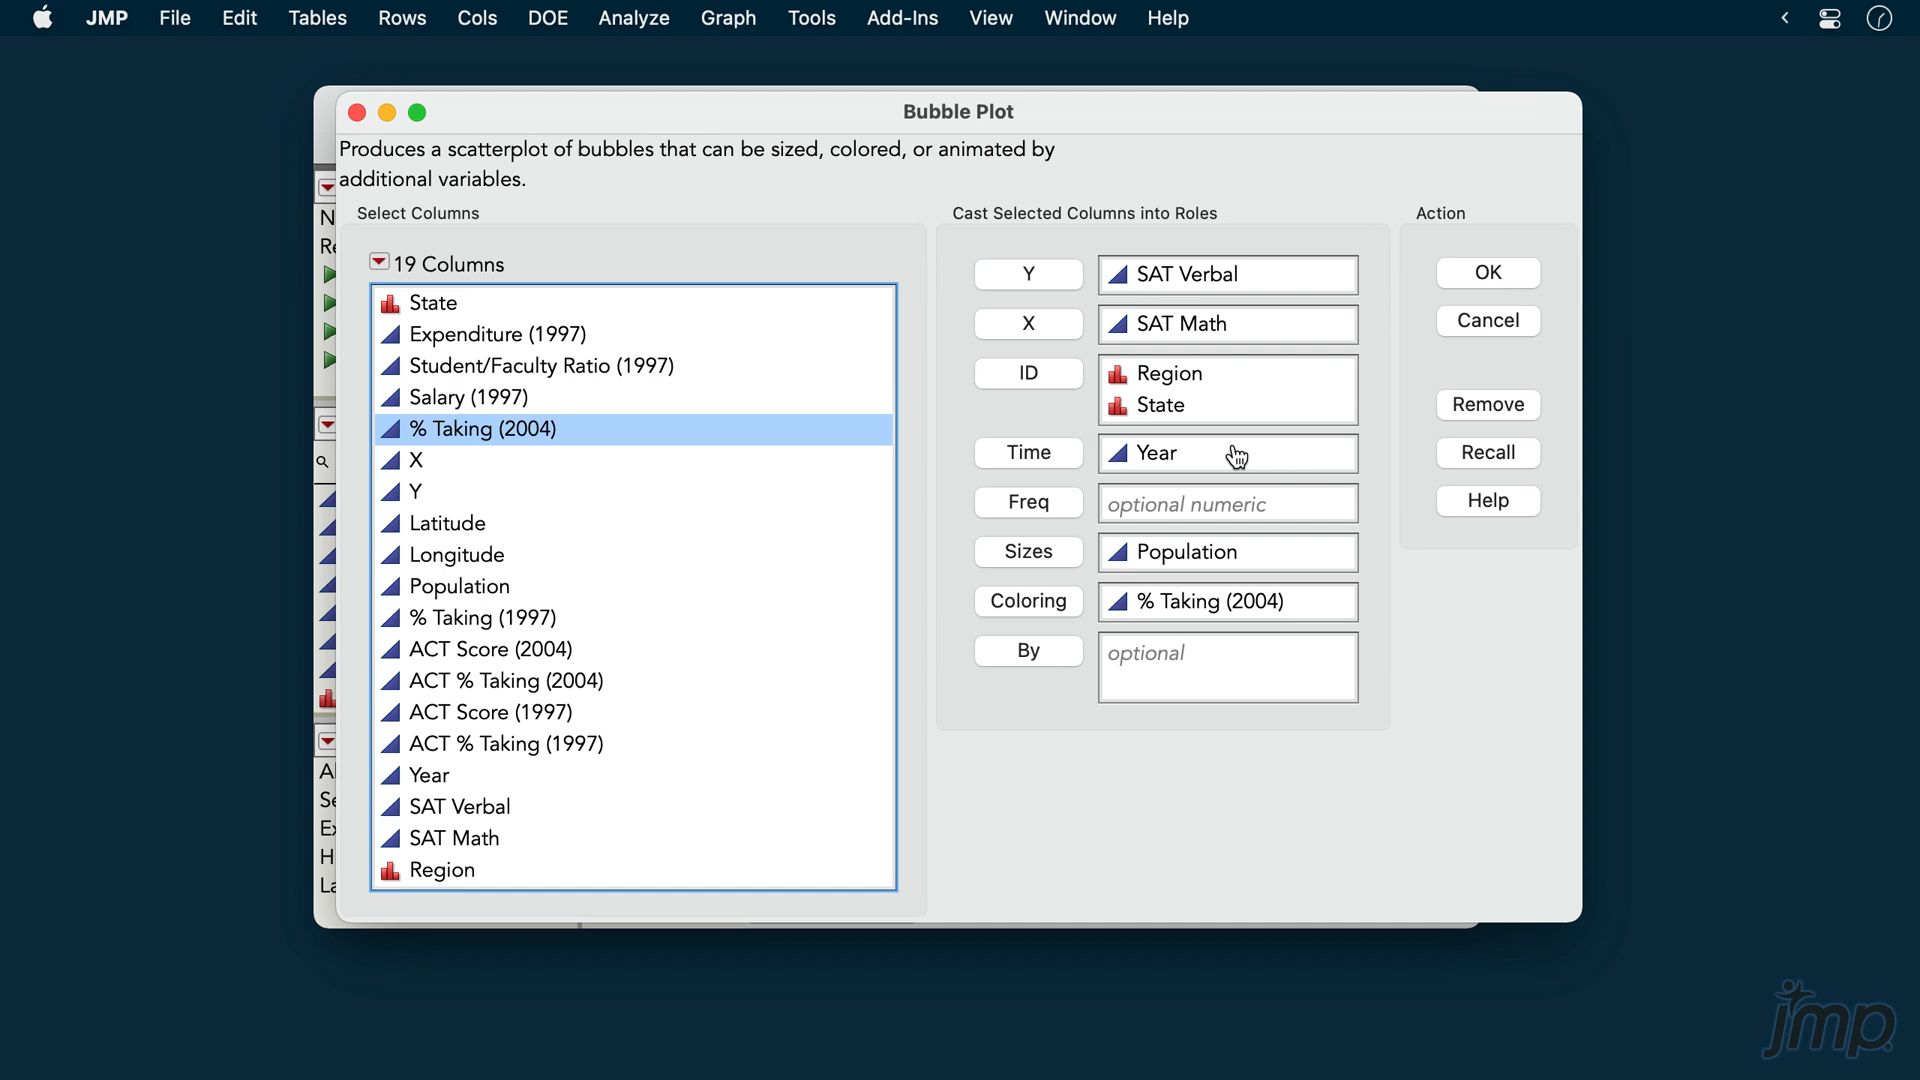 JMP File Edit Tables Rows Cols DOE Analyze Graph Tools Add-Ins View Window Help
Bubble Plot
Produces a scatterplot of bubbles that can be sized, colored, or animated by
additional variables.
Select Columns
19 Columns
State
Expenditure (1997)
Student/Faculty Ratio (1997)
Salary (1997)
% Taking (2004)
X
Y
Latitude
Longitude
Population
% Taking (1997)
ACT Score (2004)
ACT % Taking (2004)
ACT Score (1997)
ACT % Taking (1997)
Year
SAT Verbal
SAT Math
Region
Cast Selected Columns into Roles
Y SAT Verbal
X SAT Math
ID Region
State
Time Year
Freq optional numeric
Sizes Population
Coloring % Taking (2004)
By optional
Action
OK
Cancel
Remove
Recall
Help
jmp